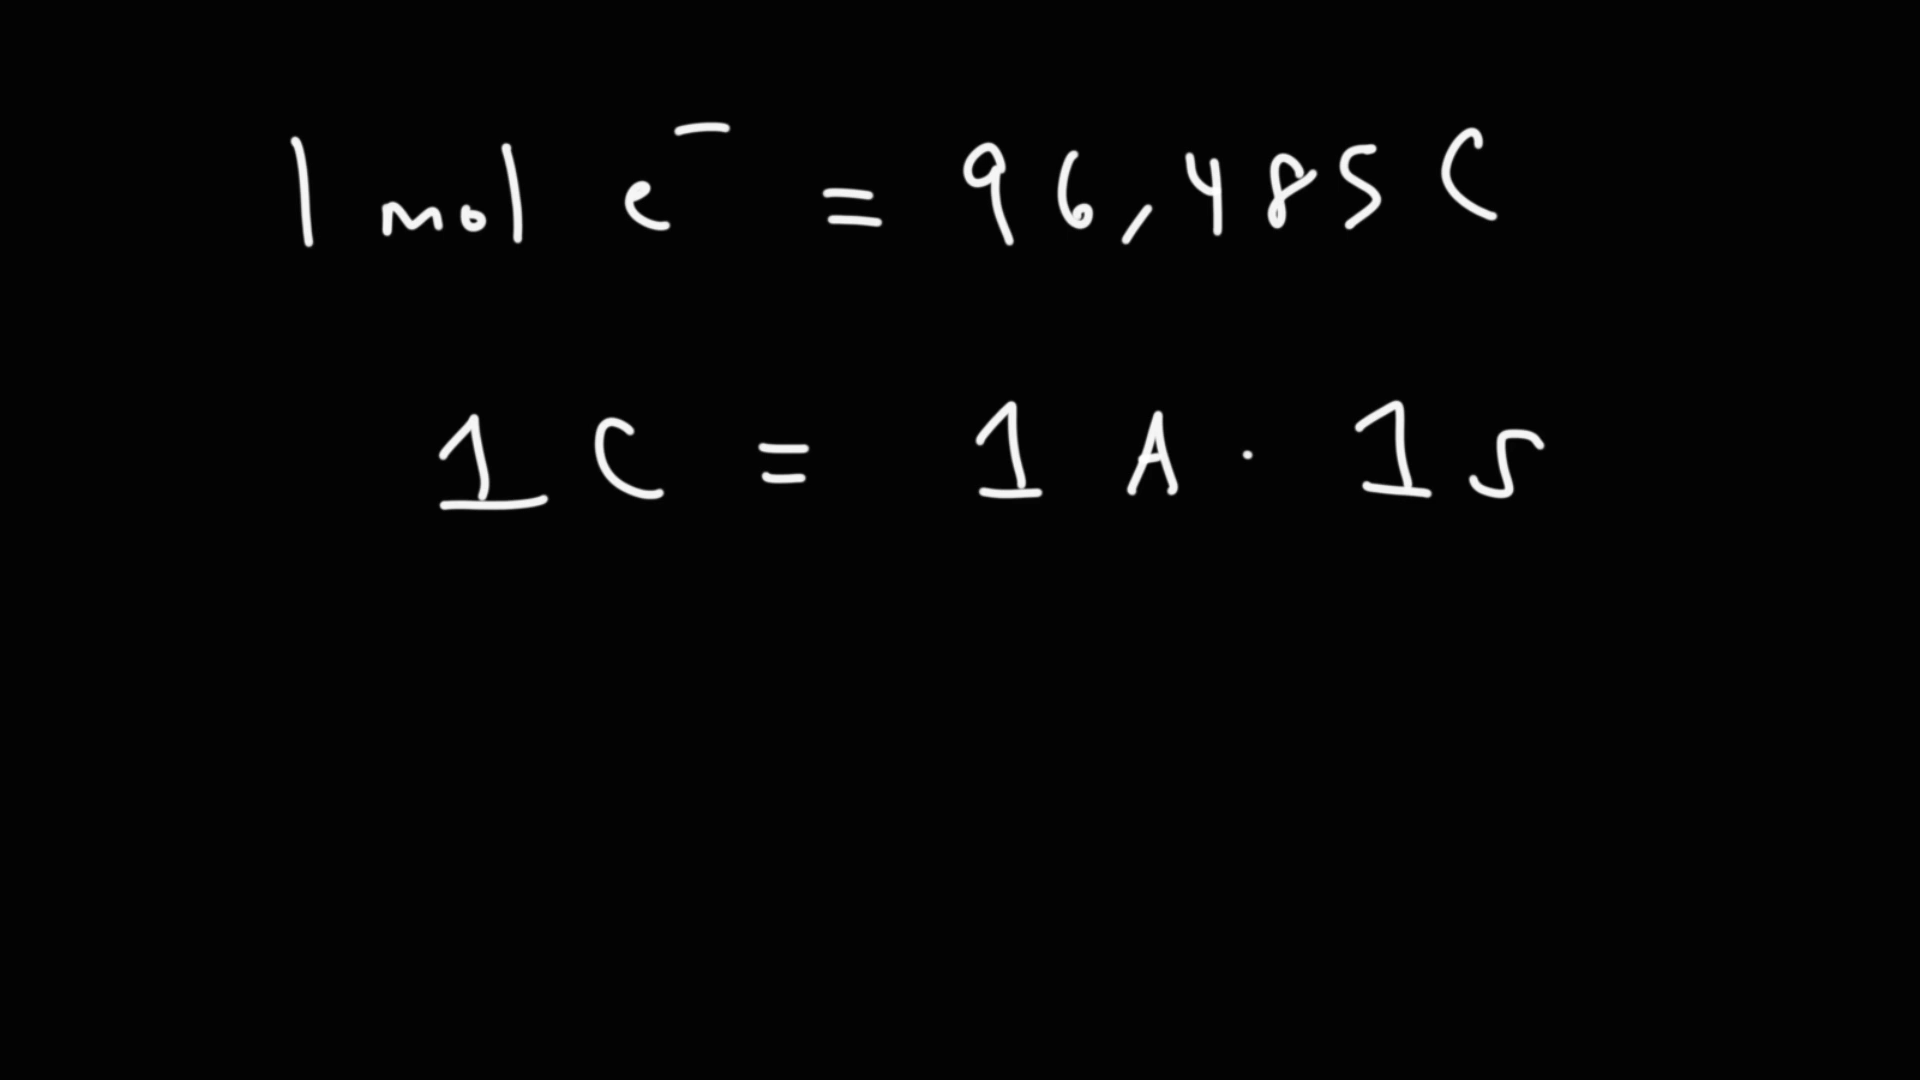 1 mol e⁻ = 96,485 C
1 C = 1 A · 1 s